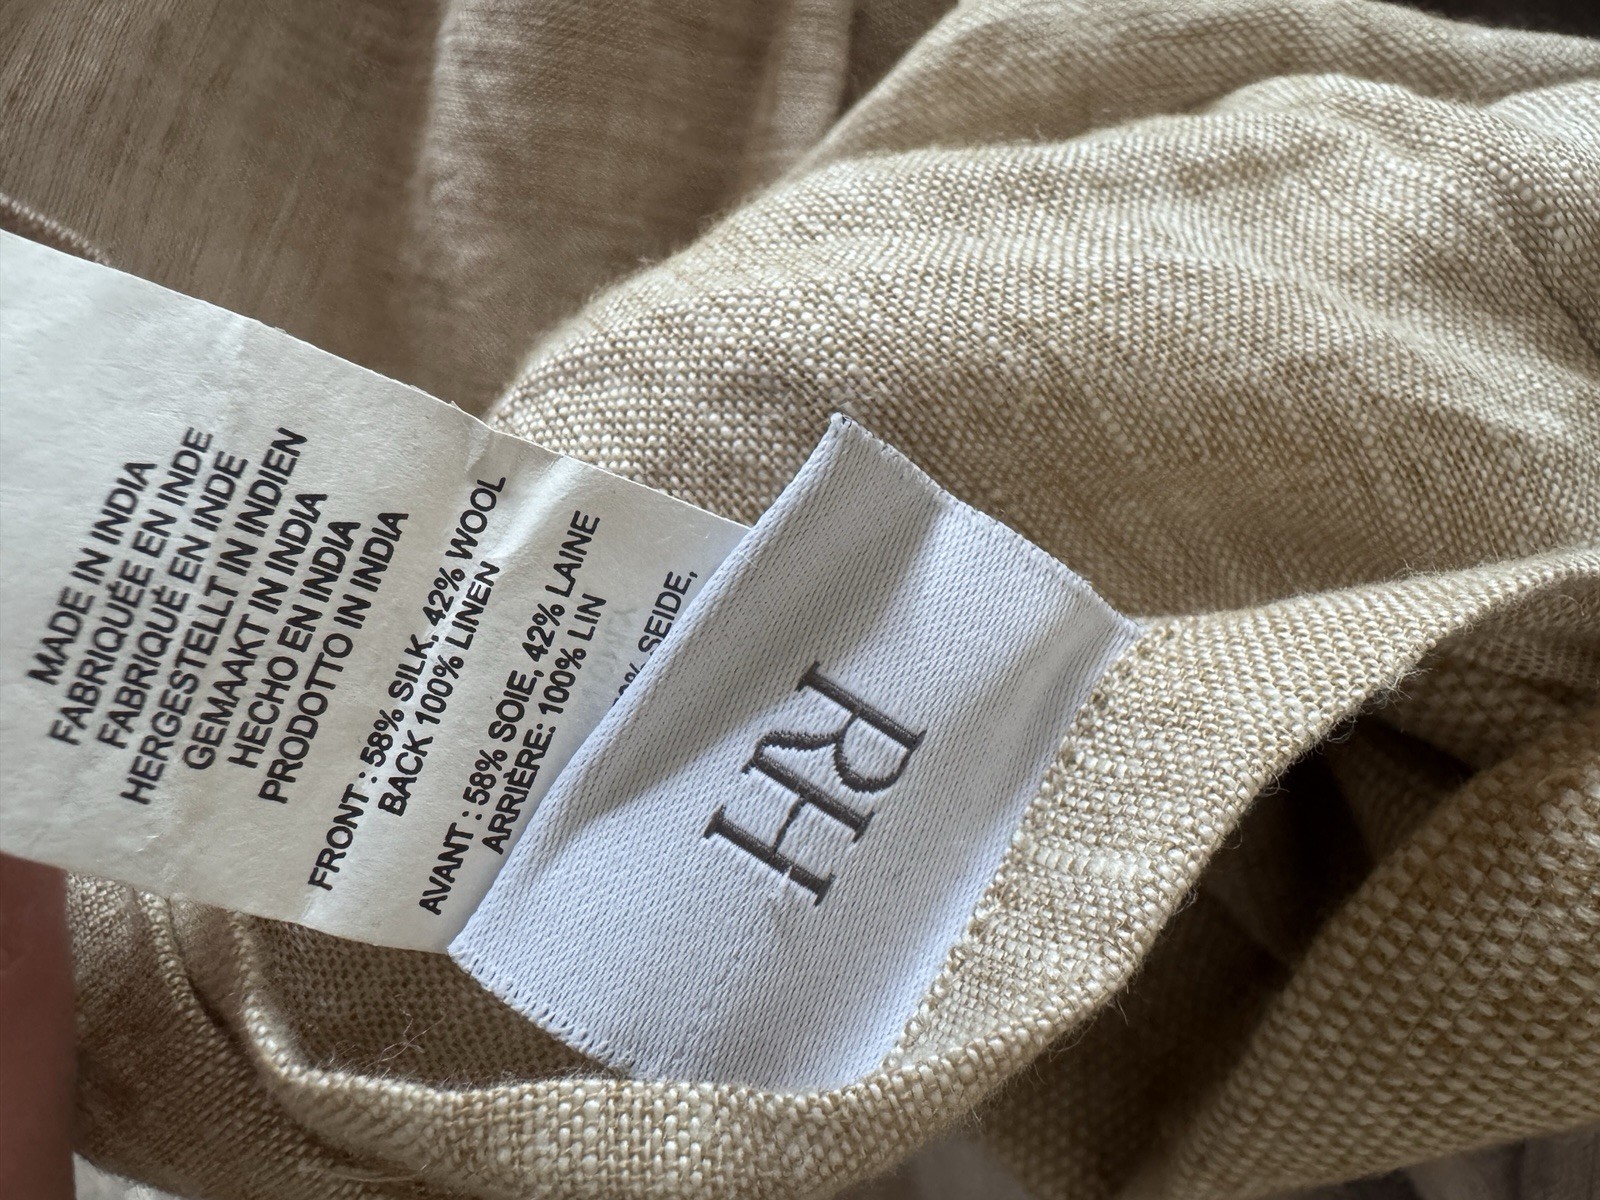 MADE IN INDIA
FABRIQUÉE EN INDE
FABRIQUÉ EN INDE
HERGESTELLT IN INDIEN
GEMAAKT IN INDIA
HECHO EN INDIA
PRODOTTO IN INDIA
FRONT : 58% SILK, 42% WOOL
BACK 100% LINEN
AVANT : 58% SOIE, 42% LAINE
ARRIÈRE: 100% LIN
SEIDE,
RH